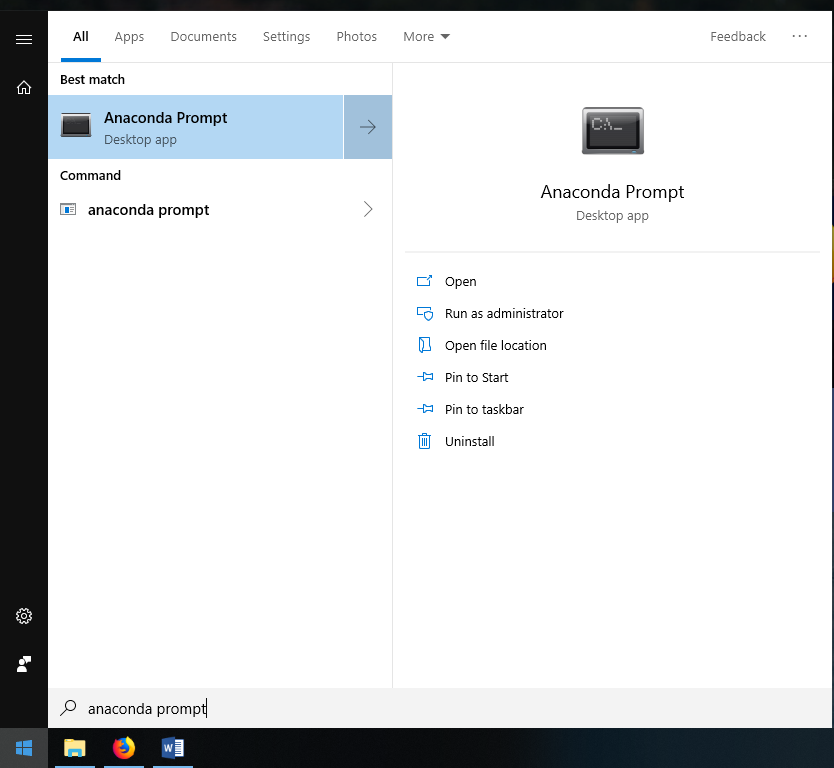 All Apps Documents Settings Photos More Feedback ···
Best match
Anaconda Prompt
Desktop app
Command
anaconda prompt
C:\_
Anaconda Prompt
Desktop app
Open
Run as administrator
Open file location
Pin to Start
Pin to taskbar
Uninstall
anaconda prompt
W